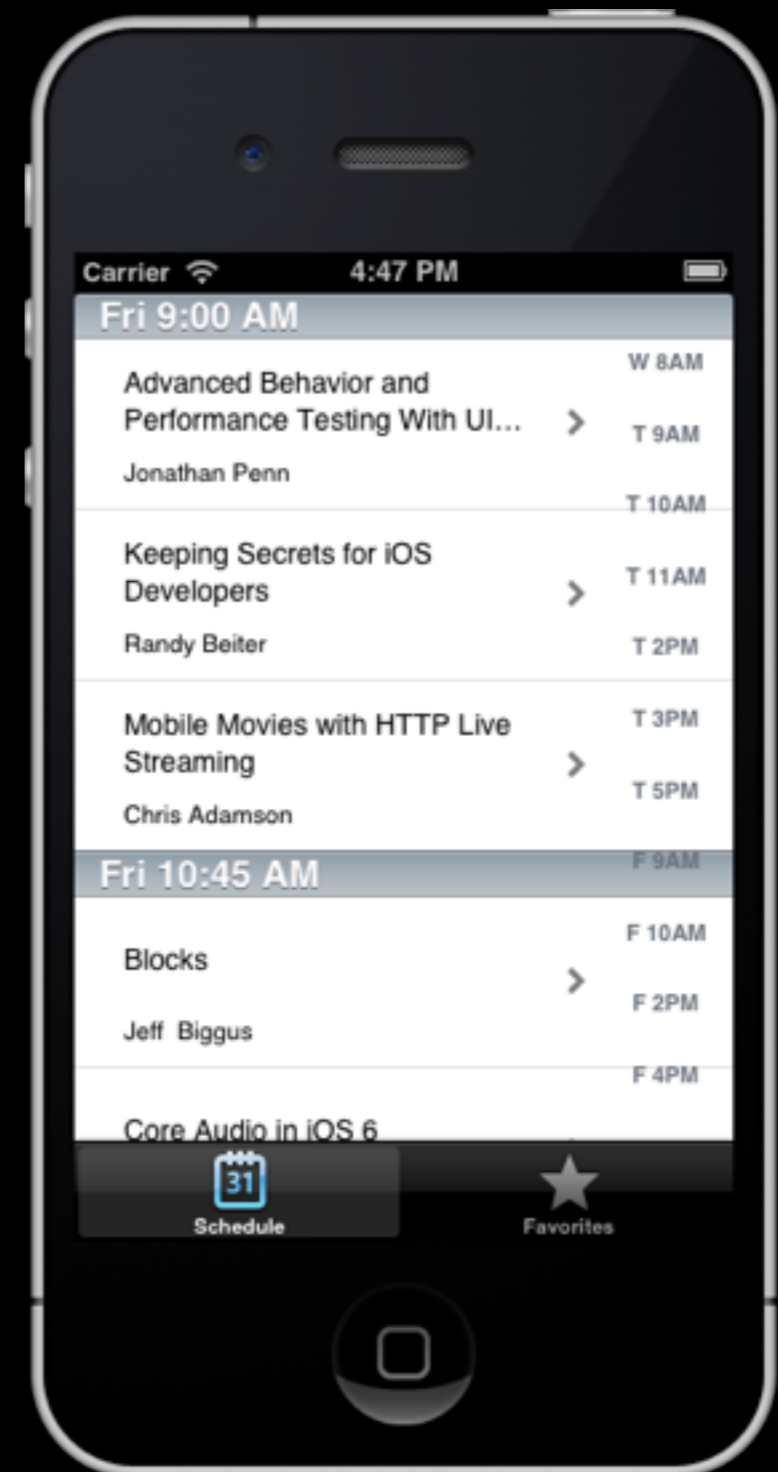 Carrier 4:47 PM
Fri 9:00 AM
Advanced Behavior and
Performance Testing With UI...
Jonathan Penn
Keeping Secrets for iOS
Developers
Randy Beiter
Mobile Movies with HTTP Live
Streaming
Chris Adamson
Fri 10:45 AM
Blocks
Jeff Biggus
Core Audio in iOS 6
W 8AM
T 9AM
T 10AM
T 11AM
T 2PM
T 3PM
T 5PM
F 9AM
F 10AM
F 2PM
F 4PM
31
Schedule
Favorites